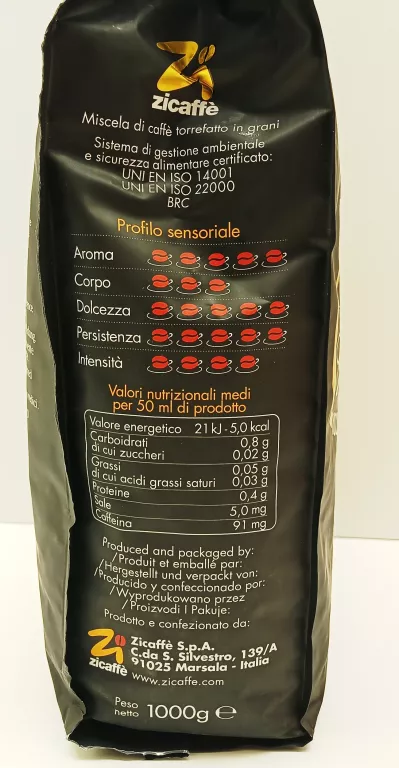 Zi
zicaffè
Miscela di caffè torrefatto in grani
Sistema di gestione ambientale
e sicurezza alimentare certificato:
UNI EN ISO 14001
UNI EN ISO 22000
BRC
Profilo sensoriale
Aroma
Corpo
Dolcezza
Persistenza
Intensità
Valori nutrizionali medi
per 50 ml di prodotto
Valore energetico 21 kJ - 5,0 kcal
Carboidrati 0,8 g
di cui zuccheri 0,02 g
Grassi 0,05 g
di cui acidi grassi saturi 0,03 g
Proteine 0,4 g
Sale 5,0 mg
Caffeina 91 mg
Produced and packaged by:
/Produit et emballé par:
/Hergestellt und verpackt von:
/Producido y confeccionado por:
/Wyprodukowano przez
/Proizvodi I Pakuje:
Prodotto e confezionato da:
Zi
zicaffè
Zicaffè S.p.A.
C.da S. Silvestro, 139/A
91025 Marsala - Italia
www.zicaffe.com
Peso
netto 1000g ℮